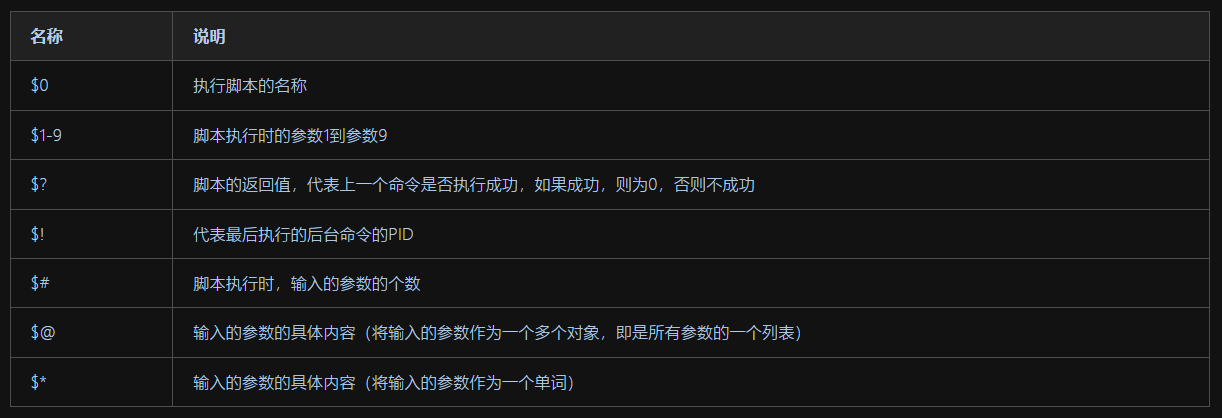 名称 说明
$0 执行脚本的名称
$1-9 脚本执行时的参数1到参数9
$? 脚本的返回值，代表上一个命令是否执行成功，如果成功，则为0，否则不成功
$! 代表最后执行的后台命令的PID
$# 脚本执行时，输入的参数的个数
$@ 输入的参数的具体内容（将输入的参数作为一个多个对象，即是所有参数的一个列表）
$* 输入的参数的具体内容（将输入的参数作为一个单词）